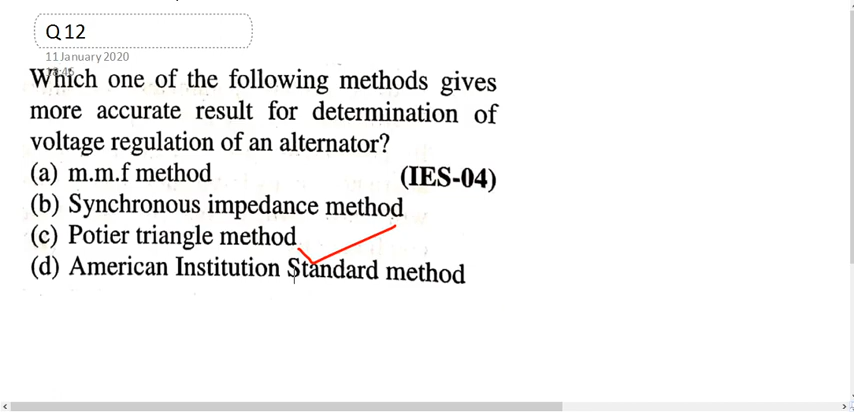 Q 12
11 January 2020
Which one of the following methods gives
more accurate result for determination of
voltage regulation of an alternator?
(a) m.m.f method (IES-04)
(b) Synchronous impedance method
(c) Potier triangle method
(d) American Institution Standard method